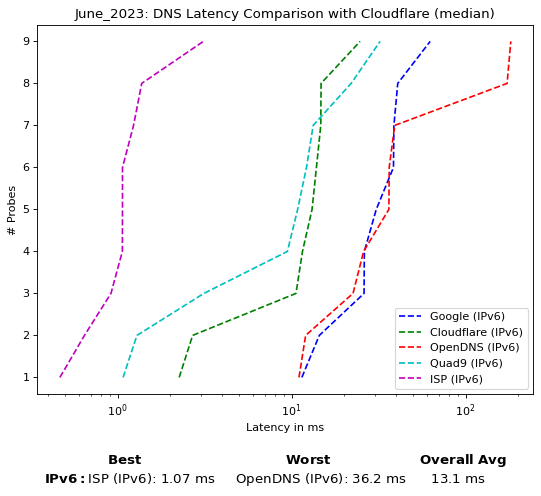 June_2023: DNS Latency Comparison with Cloudflare (median)
9
8
7
6
5
4
3
2
1
# Probes
Google (IPv6)
Cloudflare (IPv6)
OpenDNS (IPv6)
Quad9 (IPv6)
ISP (IPv6)
10⁰ 10¹ 10²
Latency in ms
Best Worst Overall Avg
IPv6: ISP (IPv6): 1.07 ms OpenDNS (IPv6): 36.2 ms 13.1 ms